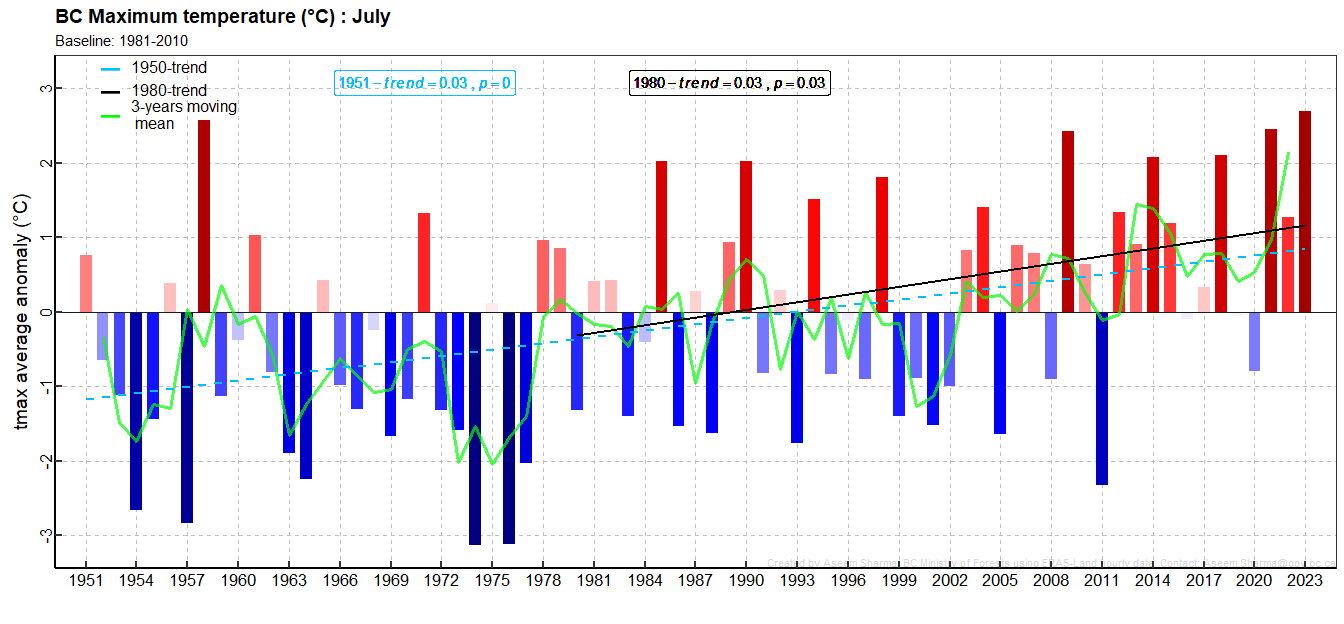 BC Maximum temperature (°C) : July
Baseline: 1981-2010
1950-trend
1980-trend
3-years moving
mean
1951 – trend = 0.03 , p = 0
1980 – trend = 0.03 , p = 0.03
tmax average anomaly (°C)
3
2
1
0
-1
-2
-3
Created by Aseem Sharma BC Ministry of Forests using ERA5-Land hourly data Contact: Aseem.Sharma@gov.bc.ca
1951 1954 1957 1960 1963 1966 1969 1972 1975 1978 1981 1984 1987 1990 1993 1996 1999 2002 2005 2008 2011 2014 2017 2020 2023